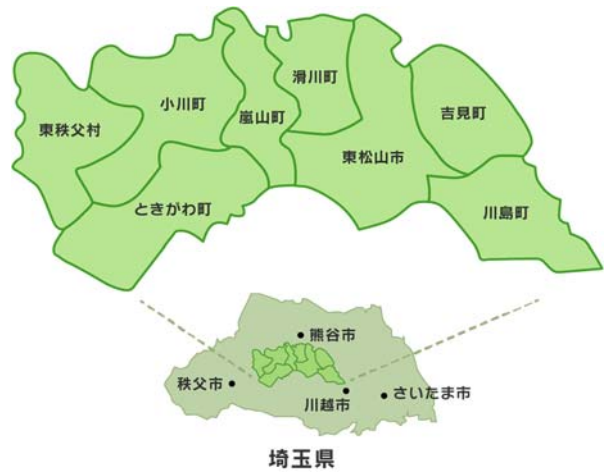 滑川町
小川町
吉見町
嵐山町
東秩父村
東松山市
ときがわ町
川島町
熊谷市
秩父市
さいたま市
川越市
埼玉県